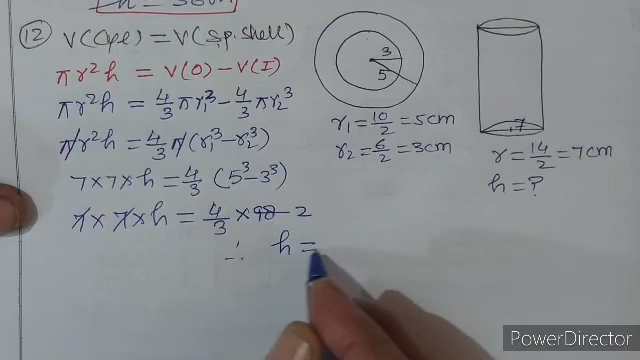 h = 36cm
12 V(Cyl) = V(Sp. shell)
πr²h = V(O) - V(I)
πr²h = 4/3 πr₁³ - 4/3 πr₂³
πr²h = 4/3 π(r₁³ - r₂³)
7 × 7 × h = 4/3 (5³ - 3³)
7 × 7 × h = 4/3 × 98 2
∴ h =
3
5
r₁ = 10/2 = 5cm
r₂ = 6/2 = 3cm
7
r = 14/2 = 7cm
h = ?
PowerDirector